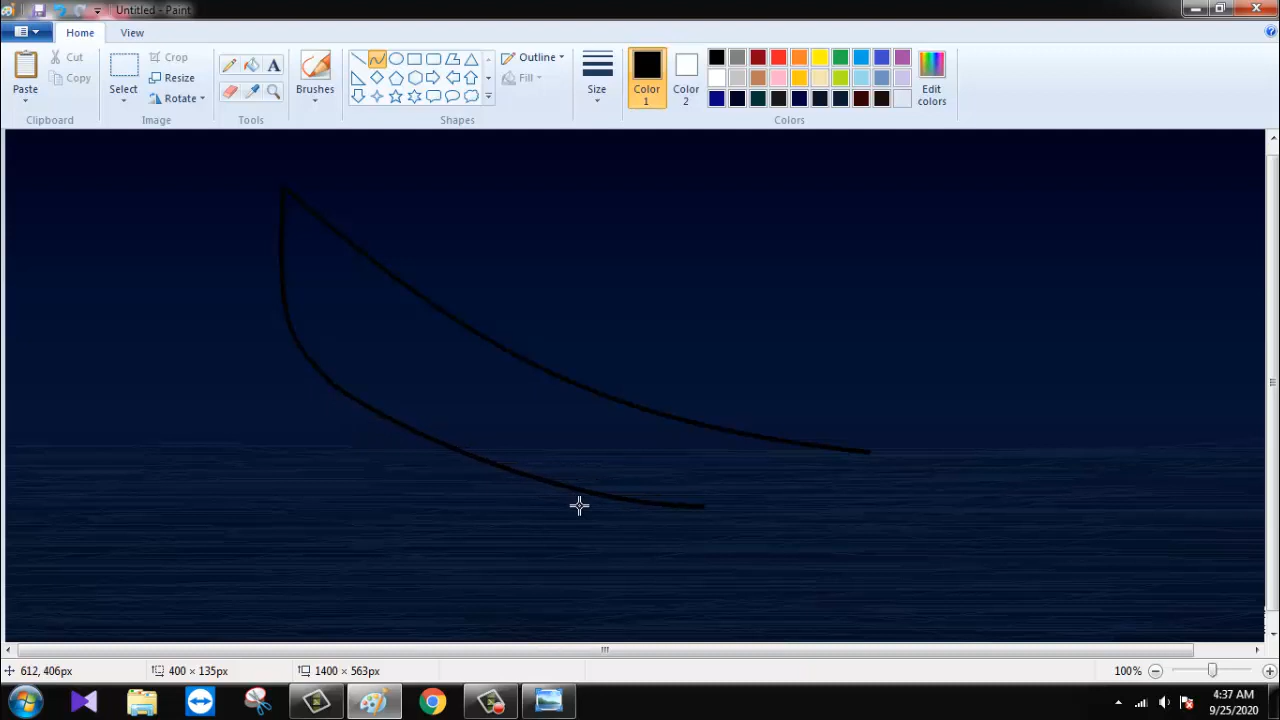 Untitled - Paint
Home
View
Paste
Cut
Copy
Clipboard
Select
Crop
Resize
Rotate
Image
Tools
Brushes
Outline
Fill
Shapes
Size
Color 1
Color 2
Edit colors
Colors
612, 406px
400 × 135px
1400 × 563px
100%
4:37 AM
9/25/2020